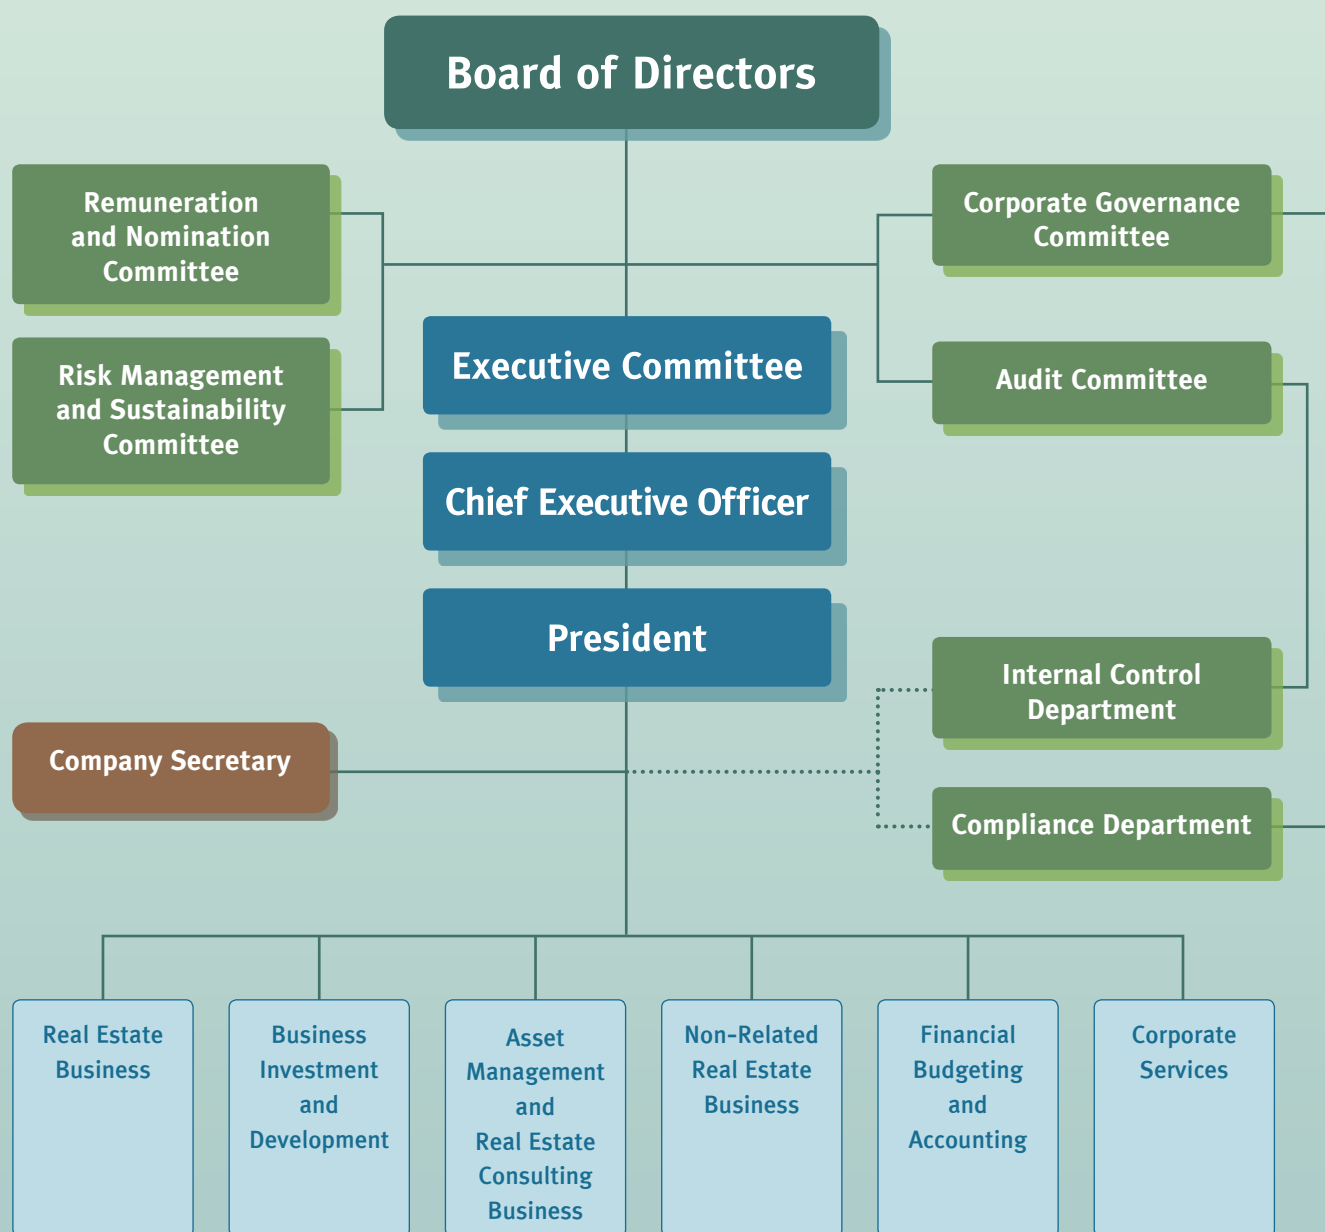 Board of Directors
Remuneration
and Nomination
Committee
Corporate Governance
Committee
Risk Management
and Sustainability
Committee
Executive Committee
Audit Committee
Chief Executive Officer
President
Internal Control
Department
Company Secretary
Compliance Department
Real Estate
Business
Business
Investment
and
Development
Asset
Management
and
Real Estate
Consulting
Business
Non-Related
Real Estate
Business
Financial
Budgeting
and
Accounting
Corporate
Services